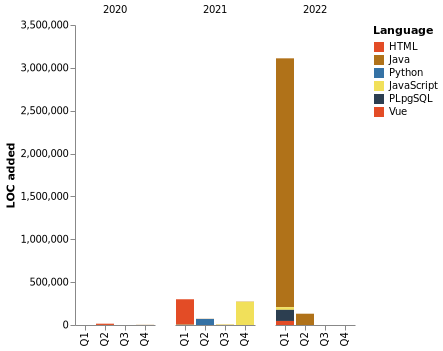 2020 2021 2022
LOC added
3,500,000
3,000,000
2,500,000
2,000,000
1,500,000
1,000,000
500,000
0
Q1 Q2 Q3 Q4 Q1 Q2 Q3 Q4 Q1 Q2 Q3 Q4
Language
HTML
Java
Python
JavaScript
PLpgSQL
Vue